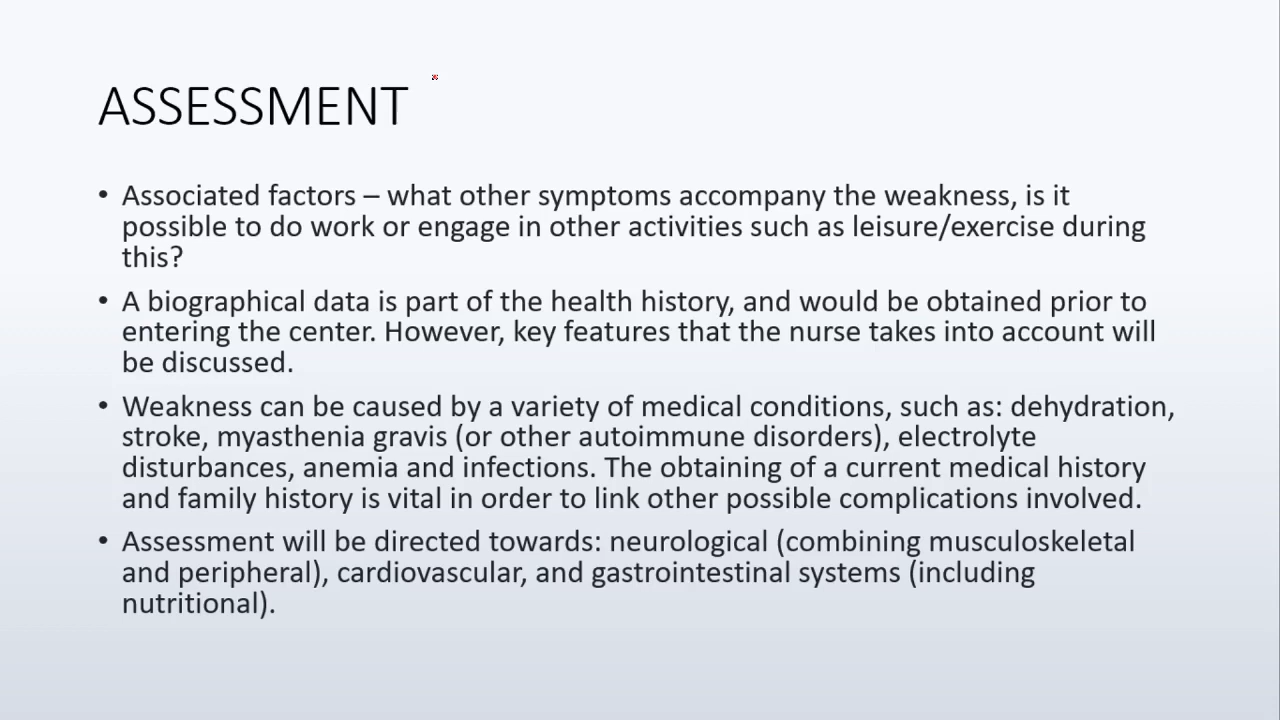 ASSESSMENT
• Associated factors – what other symptoms accompany the weakness, is it
possible to do work or engage in other activities such as leisure/exercise during
this?
• A biographical data is part of the health history, and would be obtained prior to
entering the center. However, key features that the nurse takes into account will
be discussed.
• Weakness can be caused by a variety of medical conditions, such as: dehydration,
stroke, myasthenia gravis (or other autoimmune disorders), electrolyte
disturbances, anemia and infections. The obtaining of a current medical history
and family history is vital in order to link other possible complications involved.
• Assessment will be directed towards: neurological (combining musculoskeletal
and peripheral), cardiovascular, and gastrointestinal systems (including
nutritional).